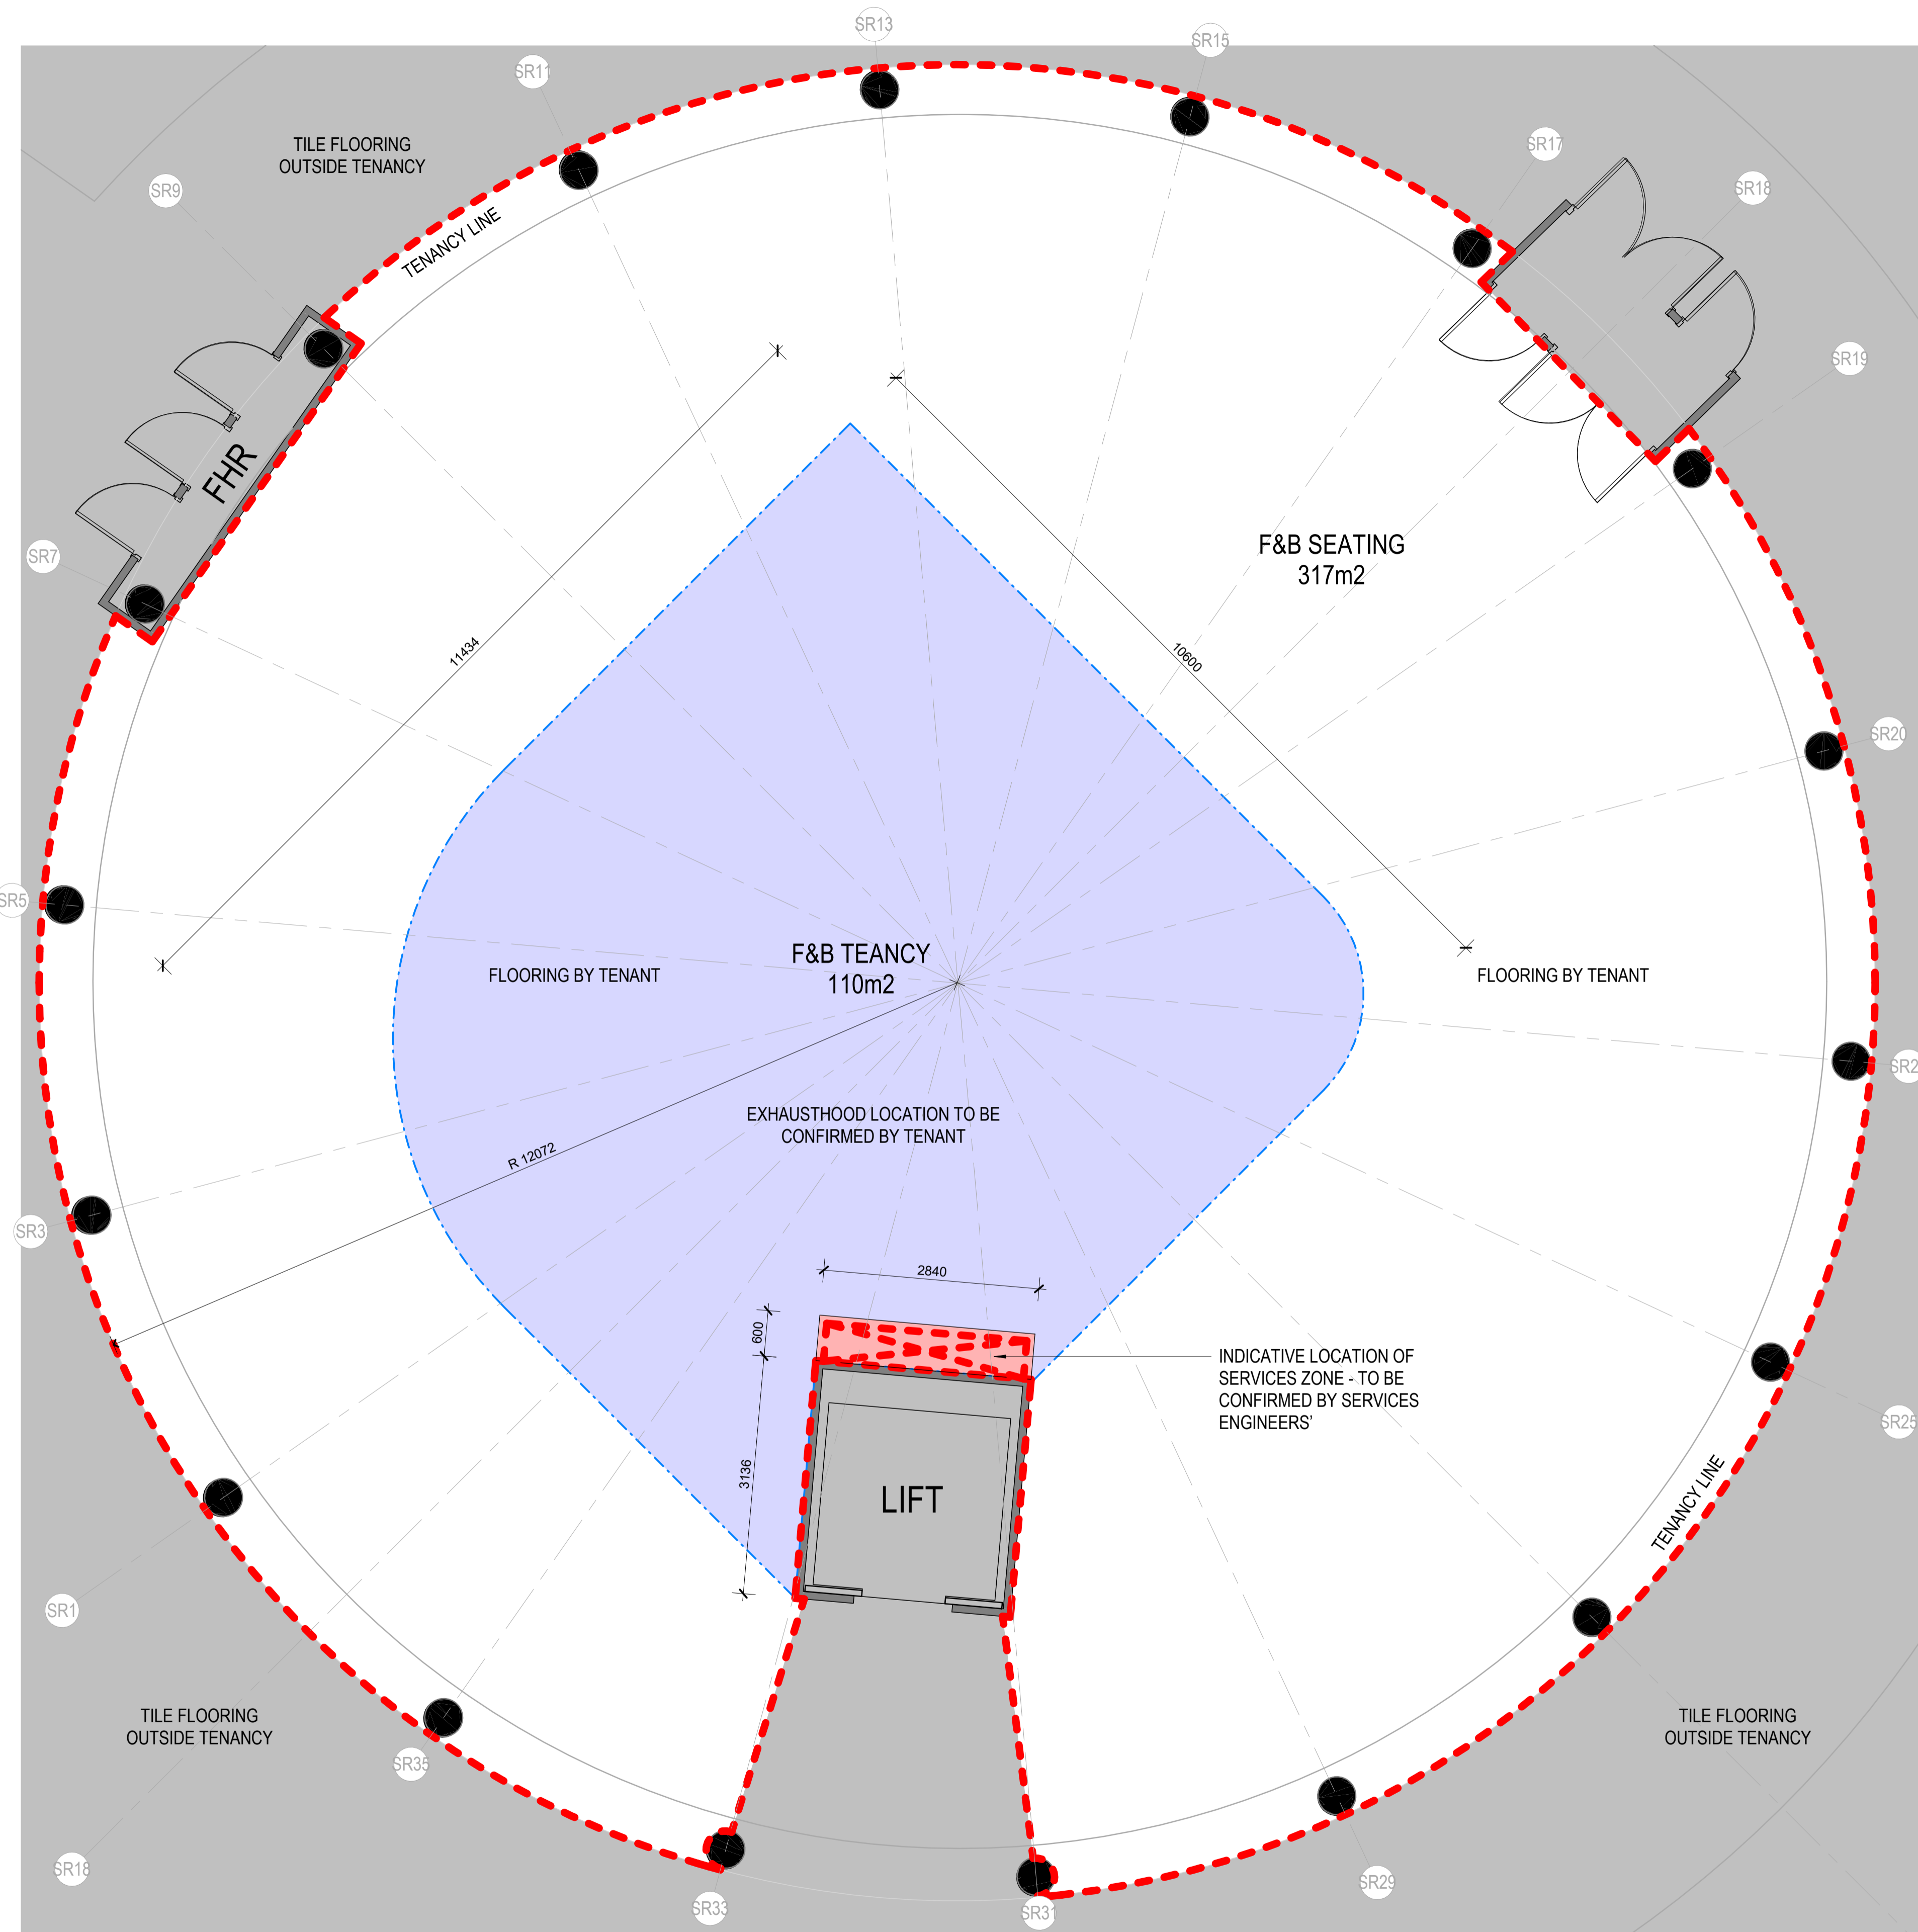 SR13
SR15
SR11
SR17
SR18
SR9
TILE FLOORING
OUTSIDE TENANCY
TENANCY LINE
SR19
FHR
SR7
F&B SEATING
317m2
11434
10600
SR20
SR5
F&B TEANCY
110m2
FLOORING BY TENANT
FLOORING BY TENANT
SR2
EXHAUSTHOOD LOCATION TO BE
CONFIRMED BY TENANT
R 12072
SR3
2840
600
INDICATIVE LOCATION OF
SERVICES ZONE - TO BE
CONFIRMED BY SERVICES
ENGINEERS’
SR25
3136
LIFT
TENANCY LINE
SR1
TILE FLOORING
OUTSIDE TENANCY
TILE FLOORING
OUTSIDE TENANCY
SR35
SR18
SR29
SR33
SR31